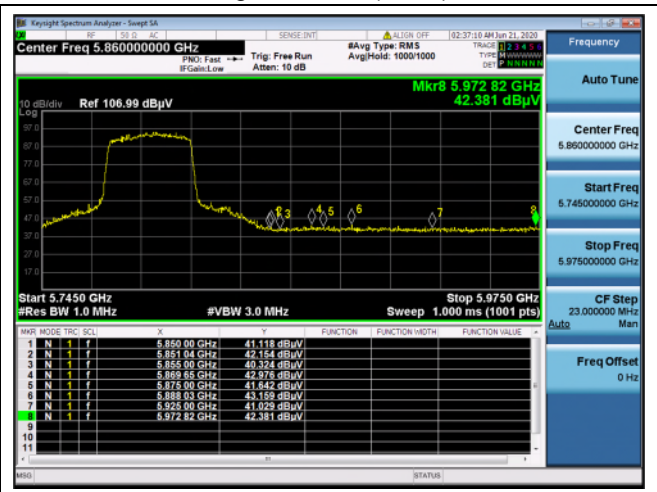 Keysight Spectrum Analyzer - Swept SA
RF 50 Ω AC SENSE:INT ALIGN OFF 02:37:10 AM Jun 21, 2020
Center Freq 5.860000000 GHz
PNO: Fast
IFGain:Low
Trig: Free Run
Atten: 10 dB
#Avg Type: RMS
Avg|Hold: 1000/1000
TRACE 1 2 3 4 5 6
TYPE M W W W W W
DET P N N N N N
Mkr8 5.972 82 GHz
42.381 dBµV
10 dB/div Ref 106.99 dBµV
Log
97.0
87.0
77.0
67.0
57.0
47.0
37.0
27.0
17.0
2 3 4 5 6 7 8
Start 5.7450 GHz Stop 5.9750 GHz
#Res BW 1.0 MHz #VBW 3.0 MHz Sweep 1.000 ms (1001 pts)
MKR MODE TRC SCL X Y FUNCTION FUNCTION WIDTH FUNCTION VALUE
1 N 1 f 5.850 00 GHz 41.118 dBµV
2 N 1 f 5.851 04 GHz 42.154 dBµV
3 N 1 f 5.855 00 GHz 40.324 dBµV
4 N 1 f 5.869 65 GHz 42.976 dBµV
5 N 1 f 5.875 00 GHz 41.642 dBµV
6 N 1 f 5.888 03 GHz 43.159 dBµV
7 N 1 f 5.925 00 GHz 41.029 dBµV
8 N 1 f 5.972 82 GHz 42.381 dBµV
9
10
11
MSG STATUS
Frequency
Auto Tune
Center Freq
5.860000000 GHz
Start Freq
5.745000000 GHz
Stop Freq
5.975000000 GHz
CF Step
23.000000 MHz
Auto Man
Freq Offset
0 Hz